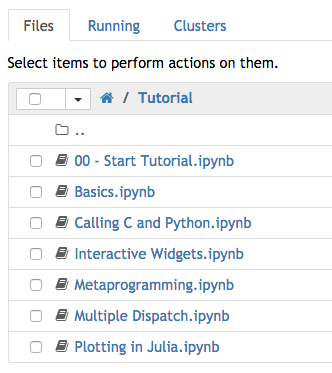 Files Running Clusters
Select items to perform actions on them.
/ Tutorial
..
00 - Start Tutorial.ipynb
Basics.ipynb
Calling C and Python.ipynb
Interactive Widgets.ipynb
Metaprogramming.ipynb
Multiple Dispatch.ipynb
Plotting in Julia.ipynb